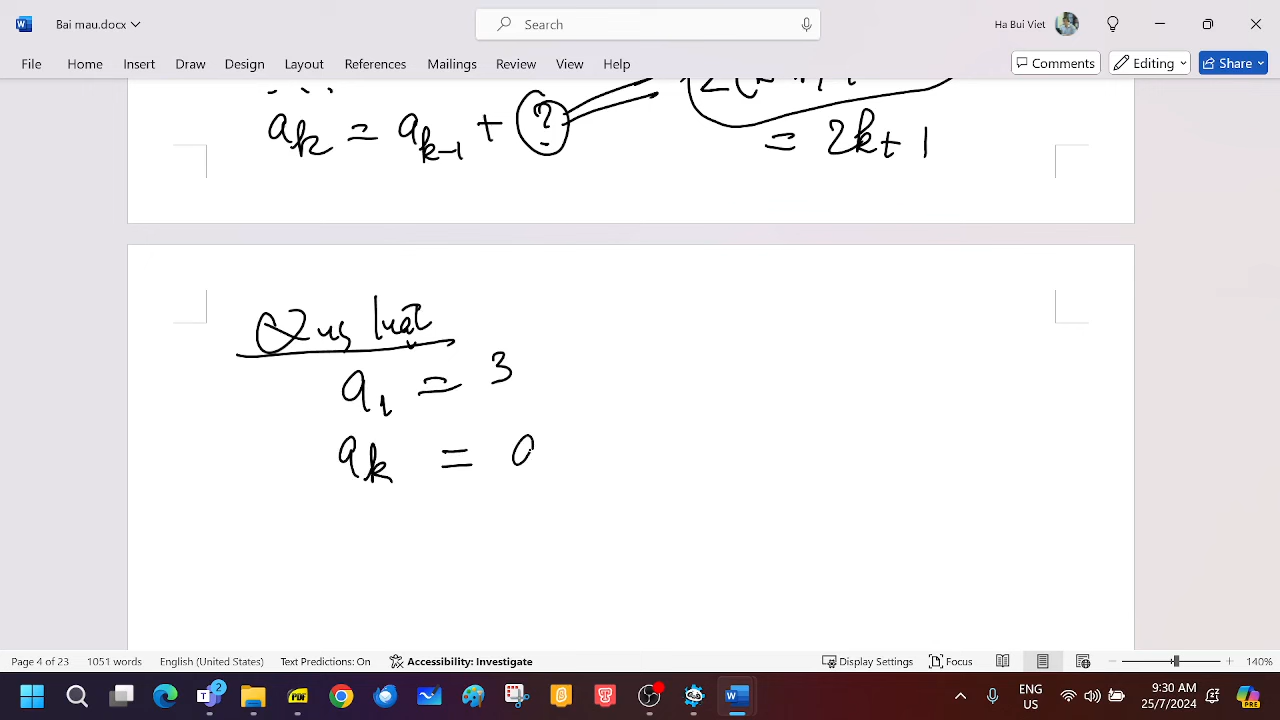 Bai mau.docx
Search
Ha Bui Viet
File Home Insert Draw Design Layout References Mailings Review View Help
Comments Editing Share
a_k = a_{k-1} + ?
= 2k+1
Quy luật
a_1 = 3
a_k = a
Page 4 of 23 1051 words English (United States) Text Predictions: On Accessibility: Investigate Display Settings Focus 140%
2 PDF ENG US 9:30 AM 25/7/2024 PRE